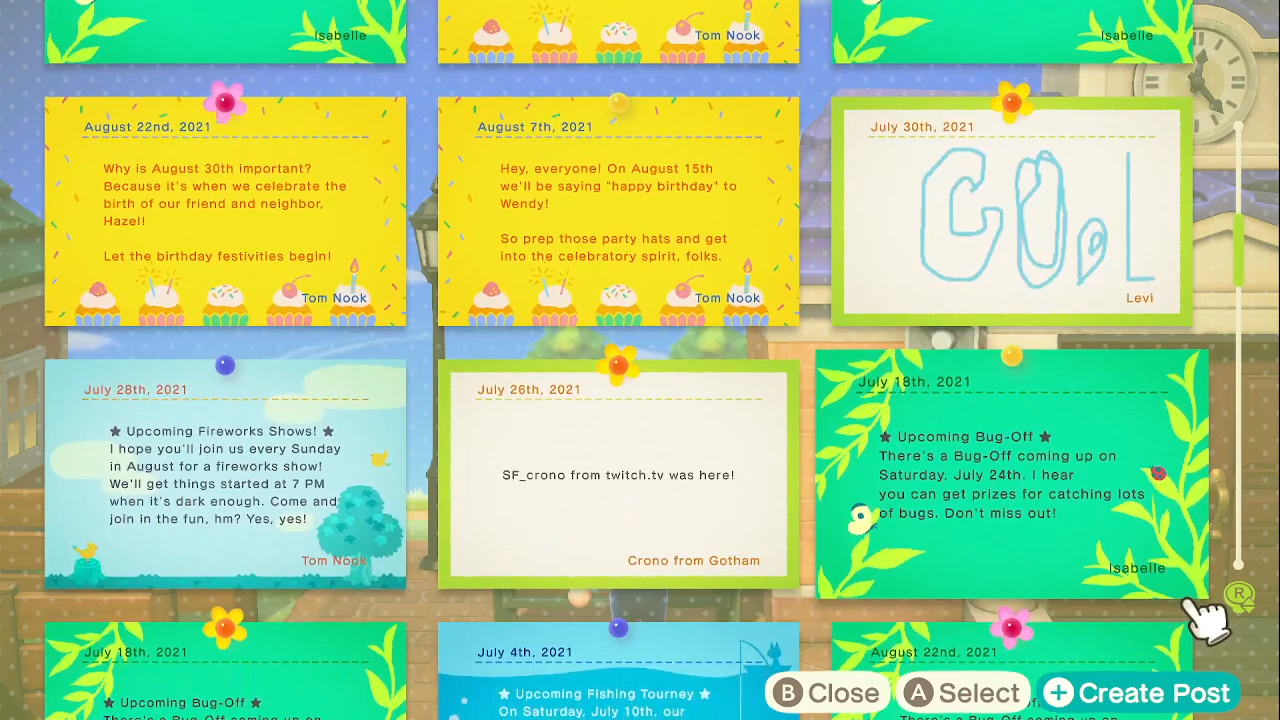 Isabelle
Tom Nook
Isabelle
August 22nd, 2021
Why is August 30th important?
Because it's when we celebrate the
birth of our friend and neighbor,
Hazel!
Let the birthday festivities begin!
Tom Nook
August 7th, 2021
Hey, everyone! On August 15th
we'll be saying "happy birthday" to
Wendy!
So prep those party hats and get
into the celebratory spirit, folks.
Tom Nook
July 30th, 2021
COOL
Levi
July 28th, 2021
★ Upcoming Fireworks Shows! ★
I hope you'll join us every Sunday
in August for a fireworks show!
We'll get things started at 7 PM
when it's dark enough. Come and
join in the fun, hm? Yes, yes!
Tom Nook
July 26th, 2021
SF_crono from twitch.tv was here!
Crono from Gotham
July 18th, 2021
★ Upcoming Bug-Off ★
There's a Bug-Off coming up on
Saturday, July 24th. I hear
you can get prizes for catching lots
of bugs. Don't miss out!
Isabelle
R
July 18th, 2021
★ Upcoming Bug-Off ★
There's a Bug-Off coming up on
July 4th, 2021
★ Upcoming Fishing Tourney ★
On Saturday, July 10th, our
August 22nd, 2021
B Close
A Select
+ Create Post